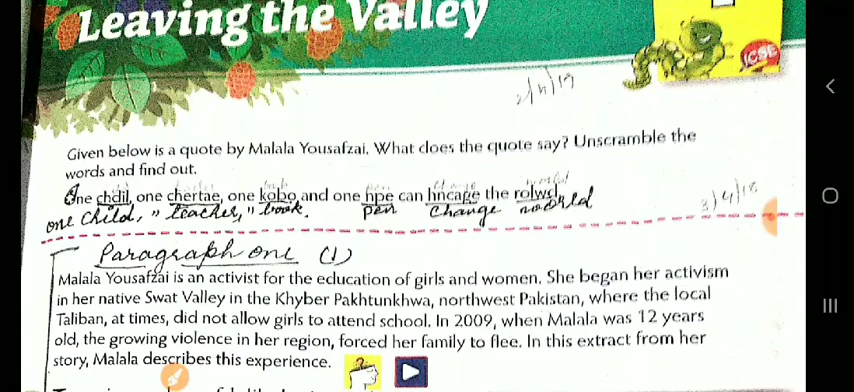 Leaving the Valley
ICSE
Given below is a quote by Malala Yousafzai. What does the quote say? Unscramble the
words and find out.
One chdil, one chertae, one kobo and one npe can hncage the rolwd.
one child, " teacher, " book. pen change world
3/4/18
Paragraph one (1)
Malala Yousafzai is an activist for the education of girls and women. She began her activism
in her native Swat Valley in the Khyber Pakhtunkhwa, northwest Pakistan, where the local
Taliban, at times, did not allow girls to attend school. In 2009, when Malala was 12 years
old, the growing violence in her region, forced her family to flee. In this extract from her
story, Malala describes this experience.